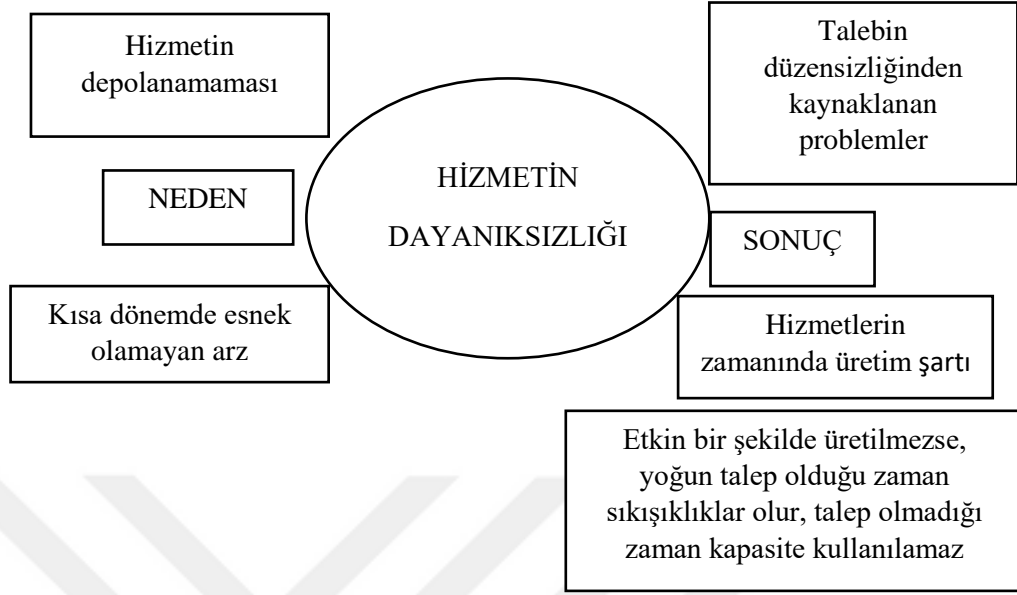 Hizmetin
depolanamaması
NEDEN
Kısa dönemde esnek
olamayan arz
HİZMETİN
DAYANIKSIZLIĞI
Talebin
düzensizliğinden
kaynaklanan
problemler
SONUÇ
Hizmetlerin
zamanında üretim şartı
Etkin bir şekilde üretilmezse,
yoğun talep olduğu zaman
sıkışıklıklar olur, talep olmadığı
zaman kapasite kullanılamaz